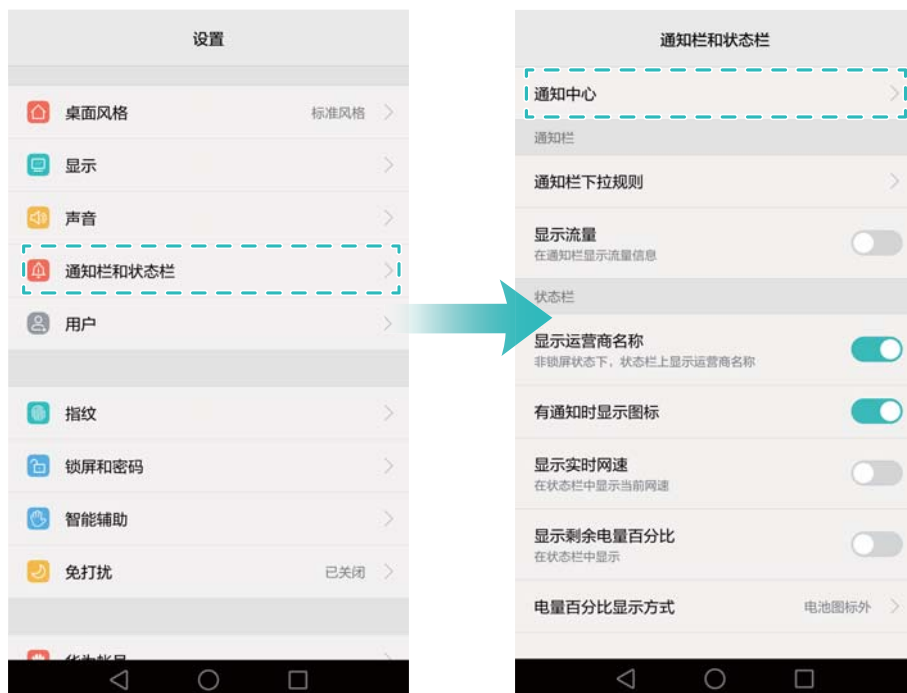 设置
桌面风格 标准风格
显示
声音
通知栏和状态栏
用户
指纹
锁屏和密码
智能辅助
免打扰 已关闭
华为帐号
通知栏和状态栏
通知中心
通知栏
通知栏下拉规则
显示流量
在通知栏显示流量信息
状态栏
显示运营商名称
非锁屏状态下，状态栏上显示运营商名称
有通知时显示图标
显示实时网速
在状态栏中显示当前网速
显示剩余电量百分比
在状态栏中显示
电量百分比显示方式 电池图标外